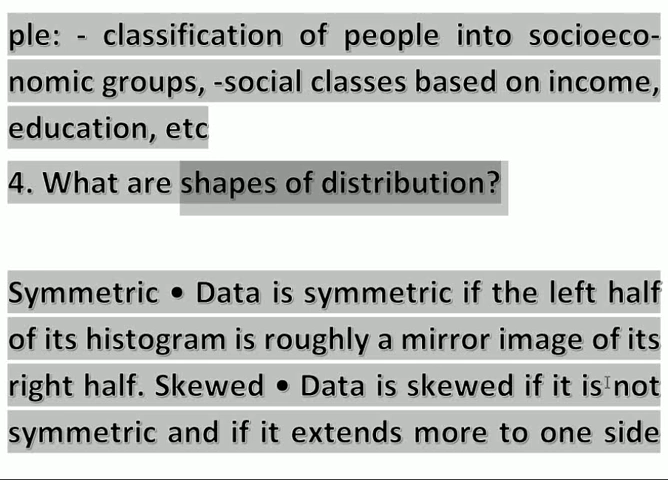 ple: - classification of people into socioeco-
nomic groups, -social classes based on income,
education, etc
4. What are shapes of distribution?
Symmetric • Data is symmetric if the left half
of its histogram is roughly a mirror image of its
right half. Skewed • Data is skewed if it is not
symmetric and if it extends more to one side